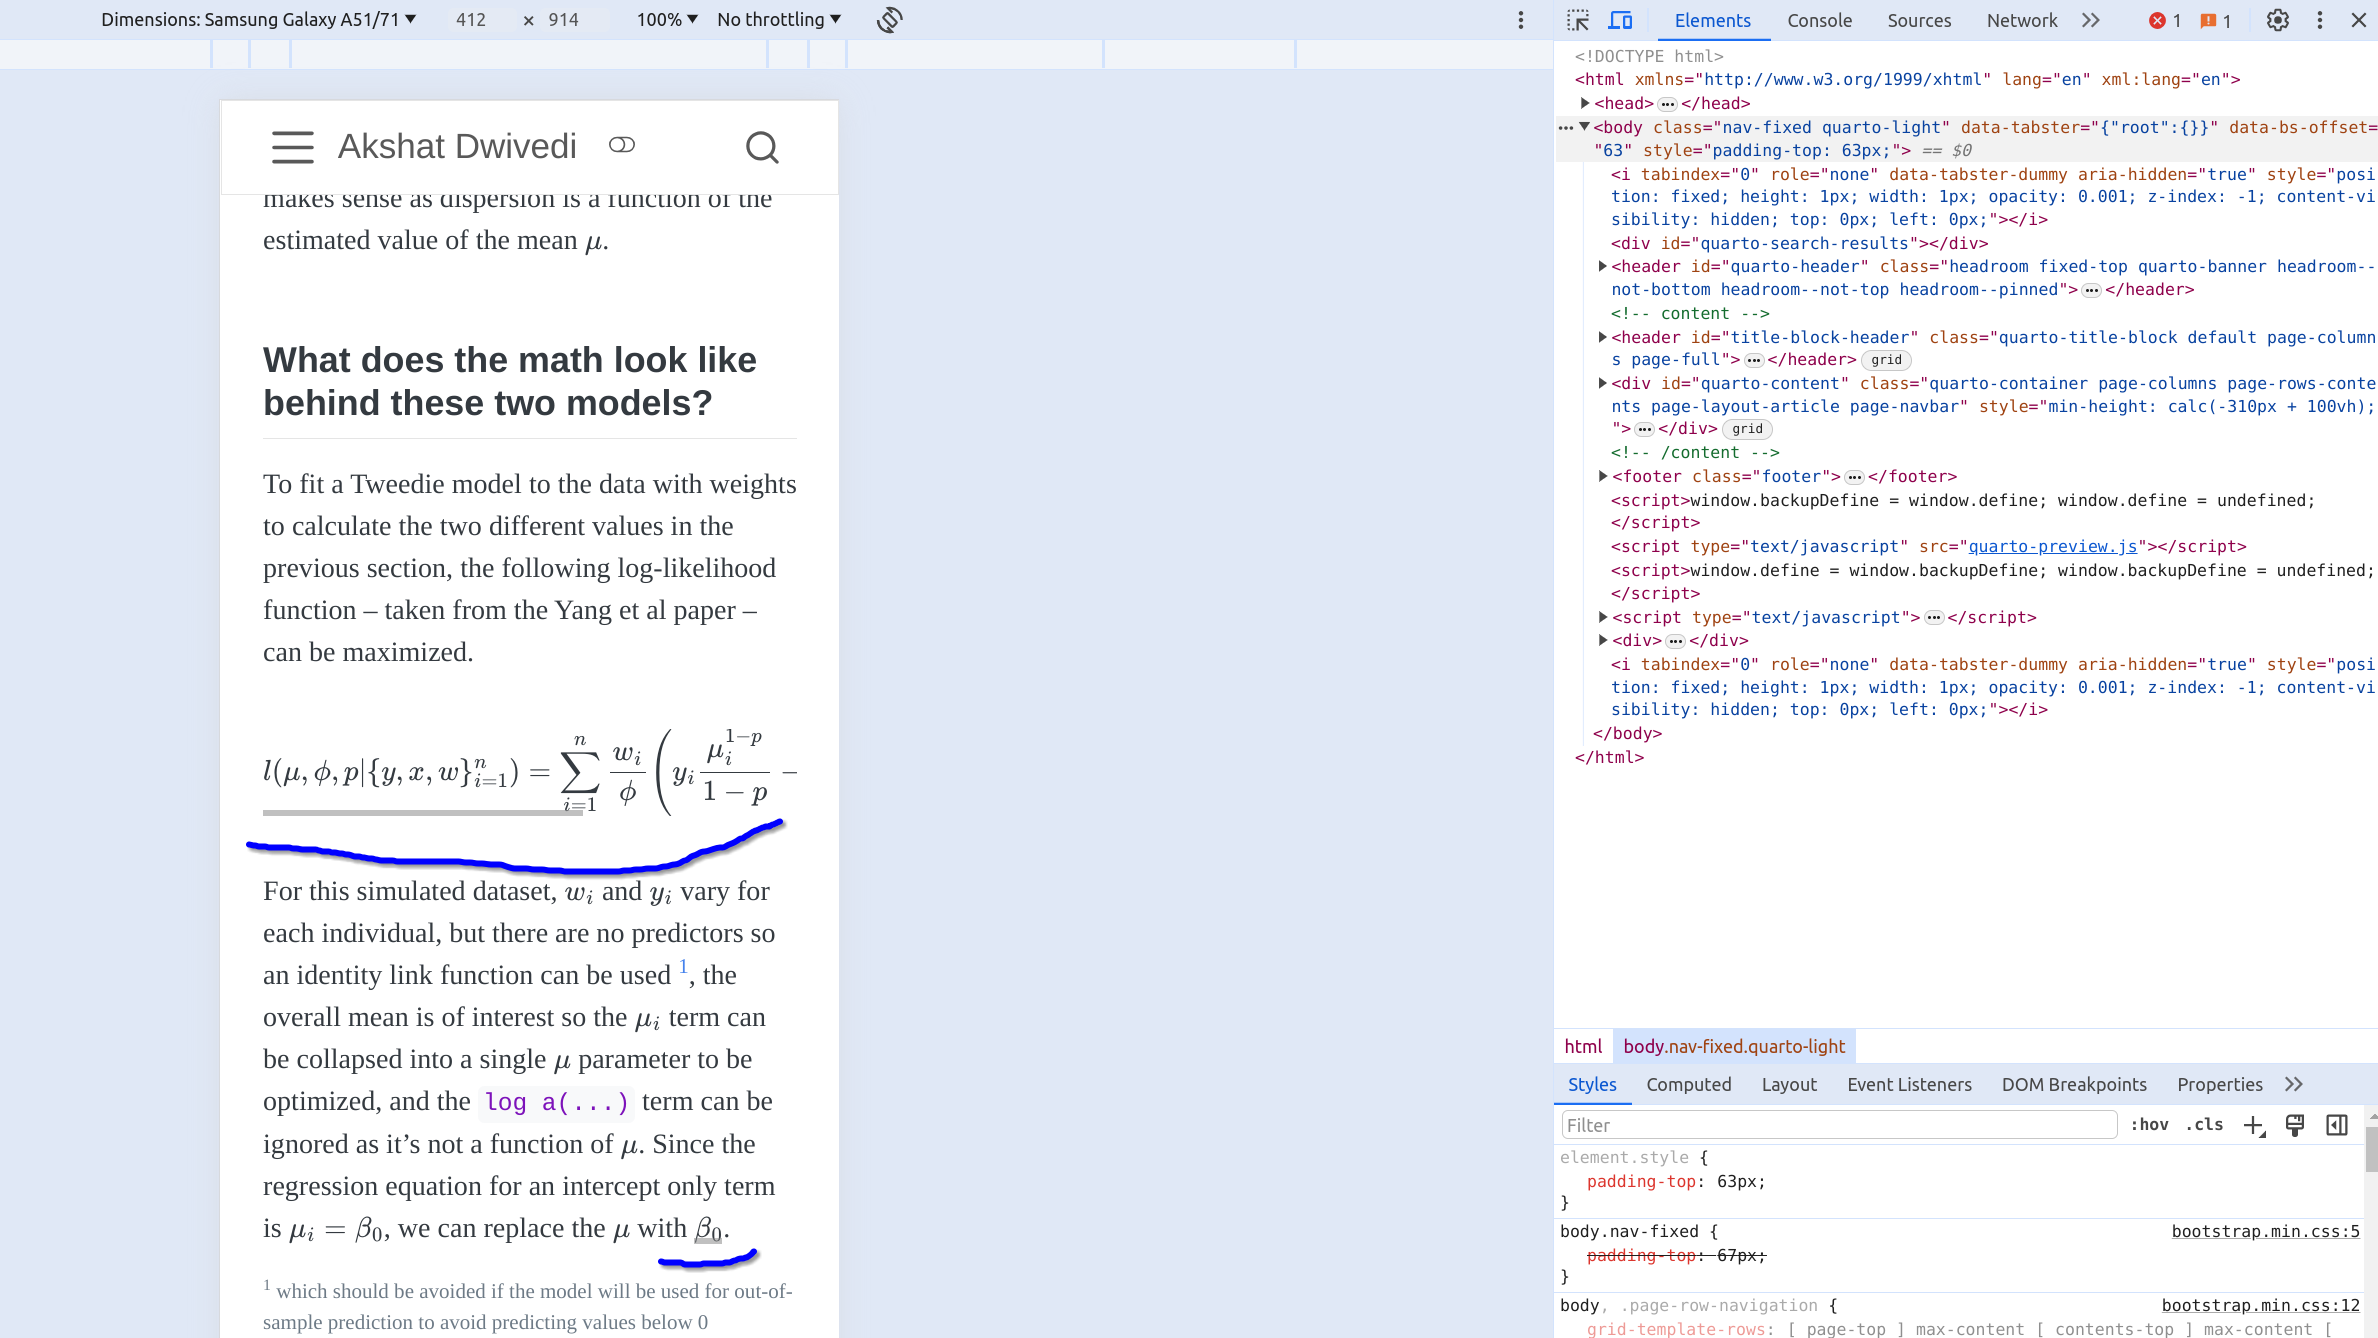 Dimensions: Samsung Galaxy A51/71 ▼ 412 × 914 100% ▼ No throttling ▼
Akshat Dwivedi
makes sense as dispersion is a function of the
estimated value of the mean μ.
What does the math look like
behind these two models?
To fit a Tweedie model to the data with weights
to calculate the two different values in the
previous section, the following log-likelihood
function – taken from the Yang et al paper –
can be maximized.
l(μ, ϕ, p|{y, x, w}_{i=1}^{n}) = \sum_{i=1}^{n} \frac{w_i}{ϕ} ( y_i \frac{μ_i^{1−p}}{1 − p} −
For this simulated dataset, w_i and y_i vary for
each individual, but there are no predictors so
an identity link function can be used 1, the
overall mean is of interest so the μ_i term can
be collapsed into a single μ parameter to be
optimized, and the log a(...) term can be
ignored as it’s not a function of μ. Since the
regression equation for an intercept only term
is μ_i = β_0, we can replace the μ with β_0.
1 which should be avoided if the model will be used for out-of-
sample prediction to avoid predicting values below 0
Elements Console Sources Network 1 1
<!DOCTYPE html>
<html xmlns="http://www.w3.org/1999/xhtml" lang="en" xml:lang="en">
▶<head>…</head>
…▼<body class="nav-fixed quarto-light" data-tabster="{"root":{}}" data-bs-offset=
"63" style="padding-top: 63px;"> == $0
<i tabindex="0" role="none" data-tabster-dummy aria-hidden="true" style="posi
tion: fixed; height: 1px; width: 1px; opacity: 0.001; z-index: -1; content-vi
sibility: hidden; top: 0px; left: 0px;"></i>
<div id="quarto-search-results"></div>
▶<header id="quarto-header" class="headroom fixed-top quarto-banner headroom--
not-bottom headroom--not-top headroom--pinned">…</header>
<!-- content -->
▶<header id="title-block-header" class="quarto-title-block default page-column
s page-full">…</header> grid
▶<div id="quarto-content" class="quarto-container page-columns page-rows-conte
nts page-layout-article page-navbar" style="min-height: calc(-310px + 100vh);
">…</div> grid
<!-- /content -->
▶<footer class="footer">…</footer>
<script>window.backupDefine = window.define; window.define = undefined;
</script>
<script type="text/javascript" src="quarto-preview.js"></script>
<script>window.define = window.backupDefine; window.backupDefine = undefined;
</script>
▶<script type="text/javascript">…</script>
▶<div>…</div>
<i tabindex="0" role="none" data-tabster-dummy aria-hidden="true" style="posi
tion: fixed; height: 1px; width: 1px; opacity: 0.001; z-index: -1; content-vi
sibility: hidden; top: 0px; left: 0px;"></i>
</body>
</html>
html body.nav-fixed.quarto-light
Styles Computed Layout Event Listeners DOM Breakpoints Properties
Filter :hov .cls
element.style {
padding-top: 63px;
}
body.nav-fixed { bootstrap.min.css:5
padding-top: 67px;
}
body, .page-row-navigation { bootstrap.min.css:12
grid-template-rows: [ page-top ] max-content [ contents-top ] max-content [